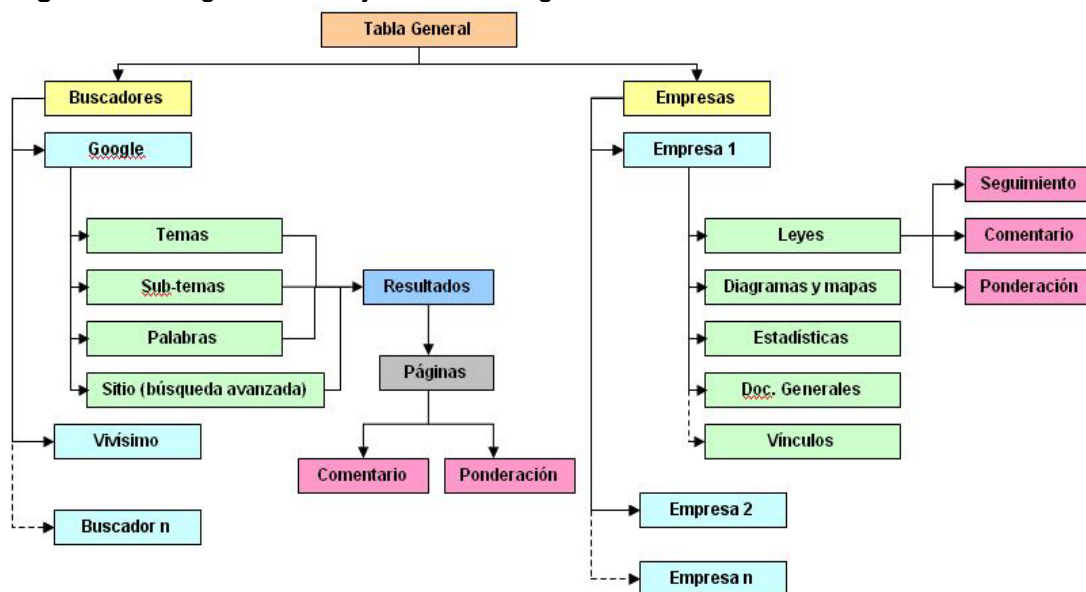 Tabla General
Buscadores
Empresas
Google
Empresa 1
Seguimiento
Temas
Leyes
Comentario
Sub-temas
Resultados
Diagramas y mapas
Ponderación
Palabras
Estadísticas
Páginas
Sitio (búsqueda avanzada)
Doc. Generales
Vivísimo
Vínculos
Comentario
Ponderación
Buscador n
Empresa 2
Empresa n